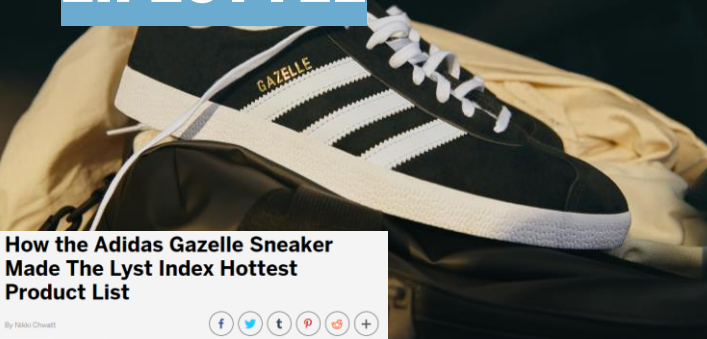 GAZELLE
How the Adidas Gazelle Sneaker
Made The Lyst Index Hottest
Product List
By Nikki Chwatt